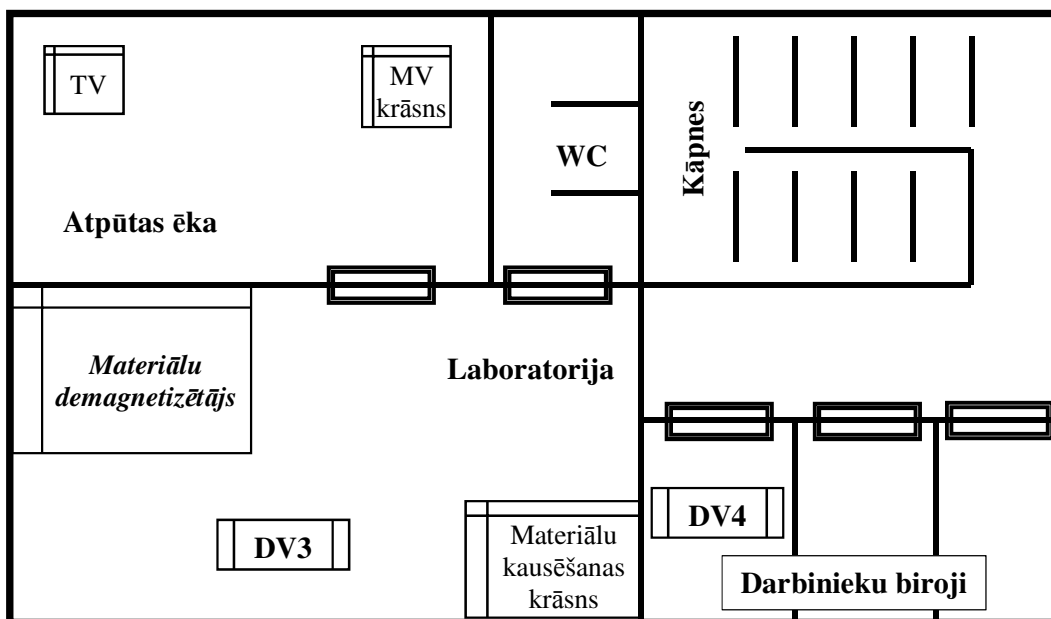 TV
MV
krāsns
WC
Kāpnes
Atpūtas ēka
Materiālu
demagnetizētājs
Laboratorija
DV3
Materiālu
kausēšanas
krāsns
DV4
Darbinieku biroji